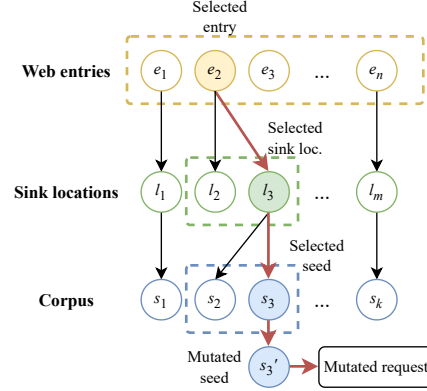 Selected
entry
Web entries e1 e2 e3 ... en
Selected
sink loc.
Sink locations l1 l2 l3 ... lm
Selected
seed
Corpus s1 s2 s3 ... sk
Mutated
seed
s3′ Mutated request